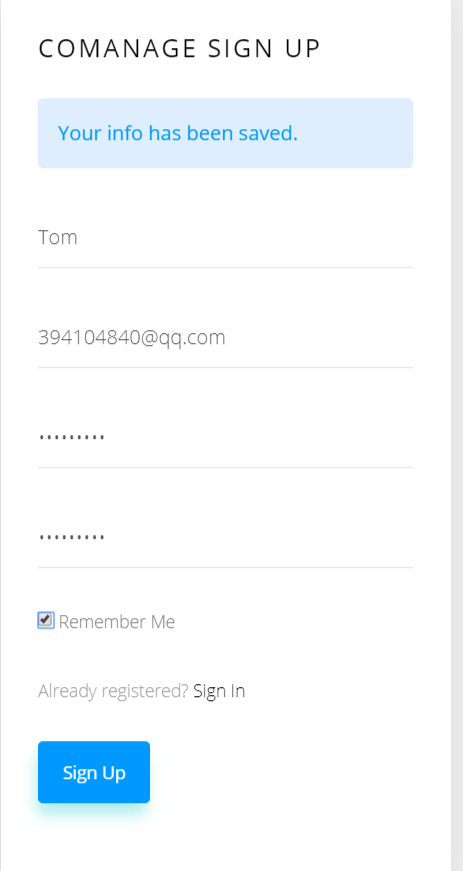 COMANAGE SIGN UP
Your info has been saved.
Tom
394104840@qq.com
•••••••••
•••••••••
Remember Me
Already registered? Sign In
Sign Up